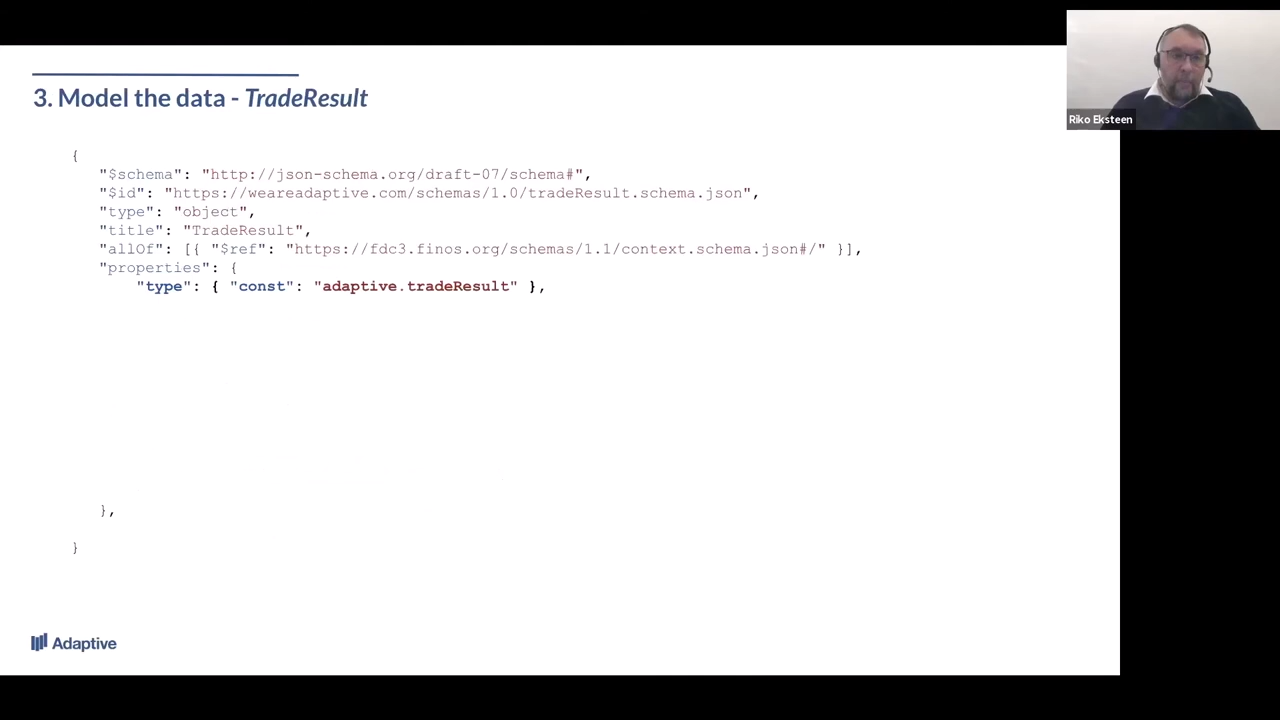 3. Model the data - TradeResult
{
"$schema": "http://json-schema.org/draft-07/schema#",
"$id": "https://weareadaptive.com/schemas/1.0/tradeResult.schema.json",
"type": "object",
"title": "TradeResult",
"allOf": [{ "$ref": "https://fdc3.finos.org/schemas/1.1/context.schema.json#/" }],
"properties": {
"type": { "const": "adaptive.tradeResult" },
},
}
Adaptive
Riko Eksteen